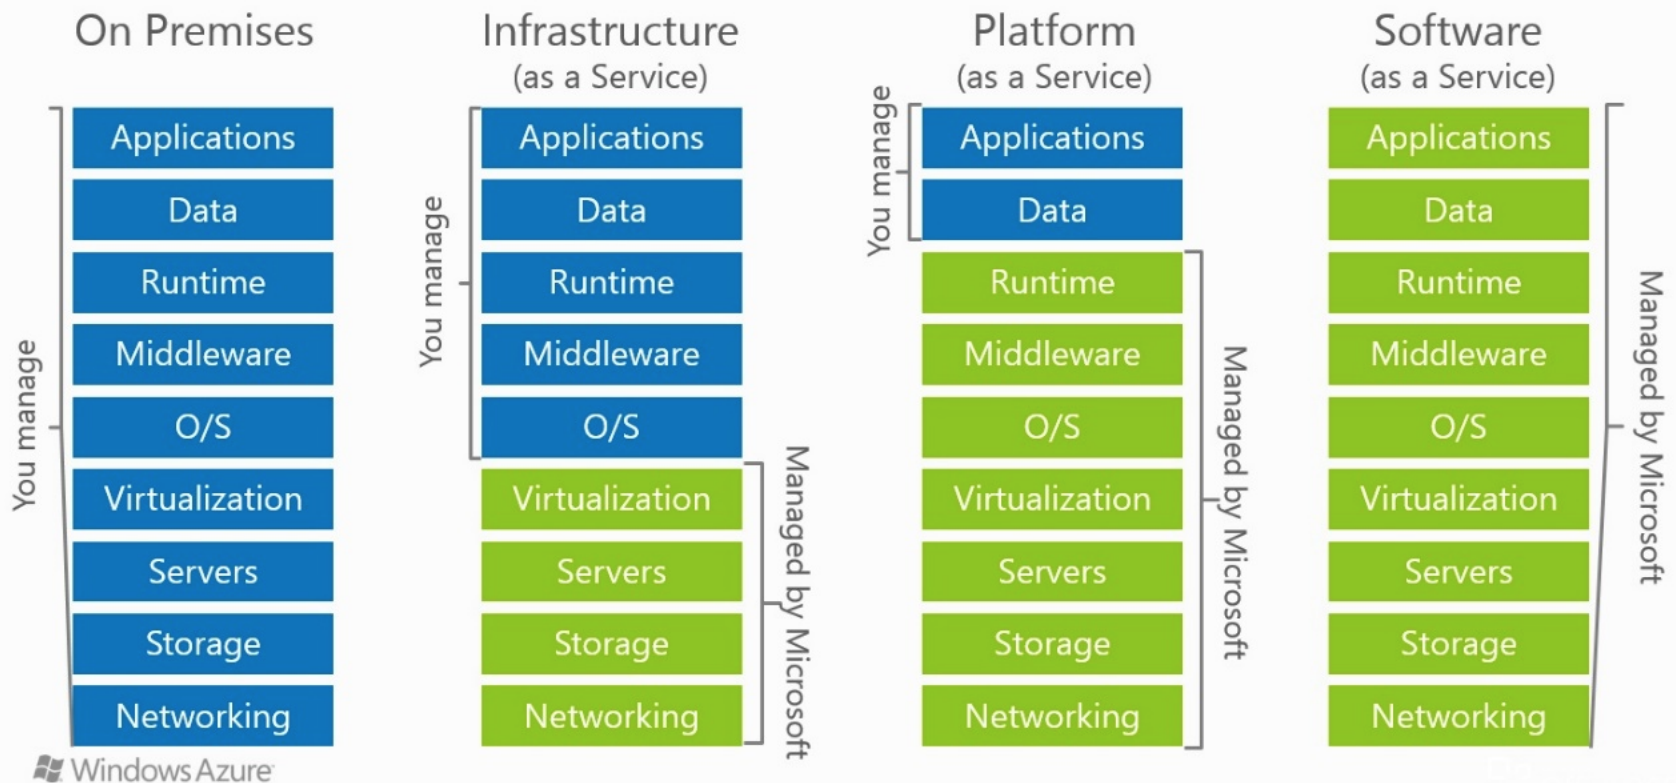 On Premises
You manage
Applications
Data
Runtime
Middleware
O/S
Virtualization
Servers
Storage
Networking
Infrastructure
(as a Service)
You manage
Applications
Data
Runtime
Middleware
O/S
Virtualization
Servers
Storage
Networking
Managed by Microsoft
Platform
(as a Service)
You manage
Applications
Data
Runtime
Middleware
O/S
Virtualization
Servers
Storage
Networking
Managed by Microsoft
Software
(as a Service)
Applications
Data
Runtime
Middleware
O/S
Virtualization
Servers
Storage
Networking
Managed by Microsoft
Windows Azure